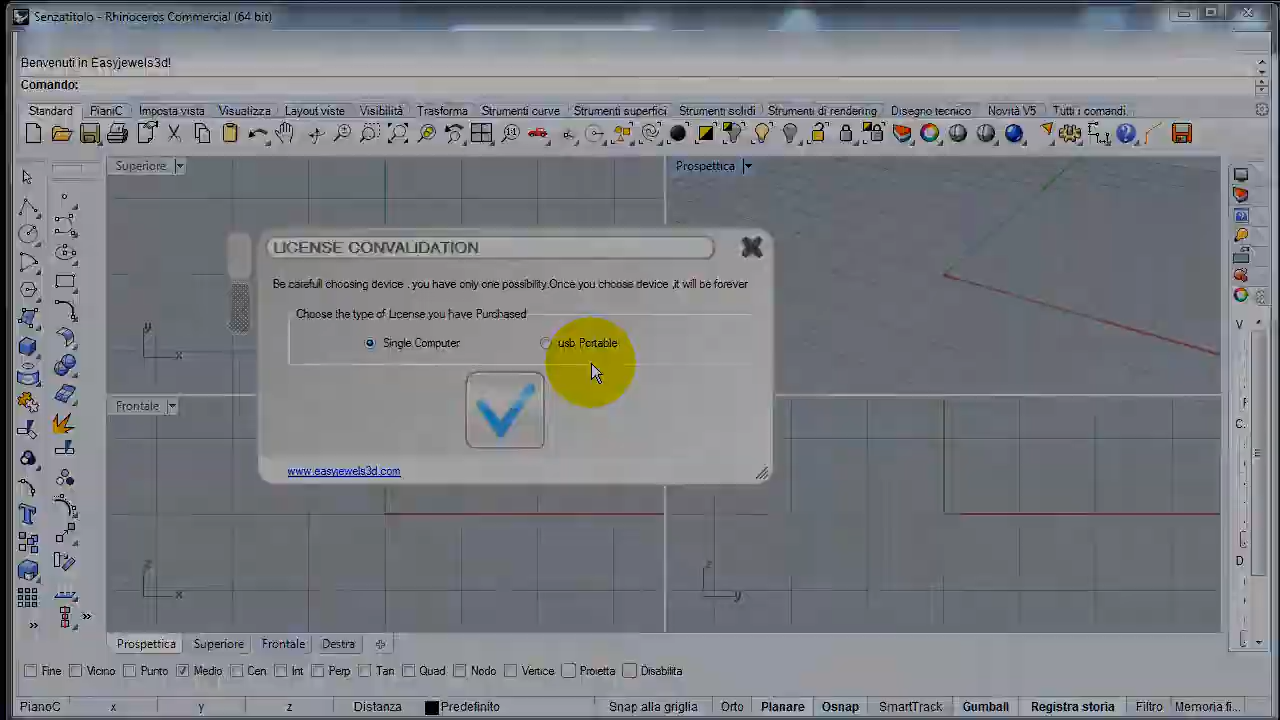 Senzatitolo - Rhinoceros Commercial (64 bit)
Benvenuti in Easyjewels3d!
Comando:
Standard PianiC Imposta vista Visualizza Layout viste Visibilità Trasforma Strumenti curve Strumenti superfici Strumenti solidi Strumenti di rendering Disegno tecnico Novità V5 Tutti i comandi
Superiore
Prospettica
LICENSE CONVALIDATION
Be carefull choosing device , you have only one possibility.Once you choose device ,it will be forever
Choose the type of License you have Purchased
Single Computer usb Portable
www.easyjewels3d.com
Frontale
y
x
z
x
z
y
V
C.
D
Prospettica Superiore Frontale Destra
Fine Vicino Punto Medio Cen Int Perp Tan Quad Nodo Vertice Proietta Disabilita
PianoC x y z Distanza Predefinito Snap alla griglia Orto Planare Osnap SmartTrack Gumball Registra storia Filtro Memoria fi...